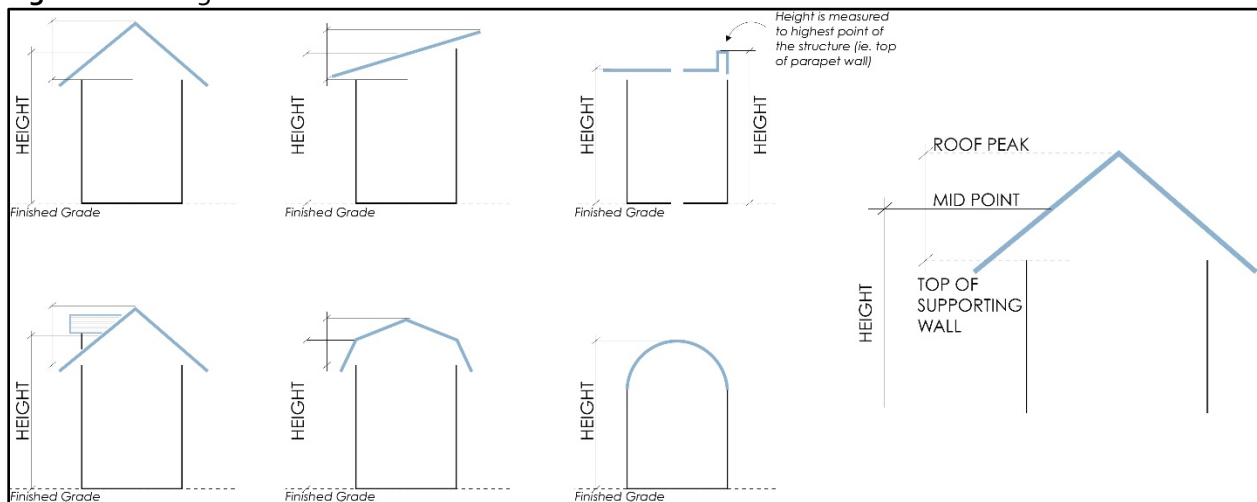 Height is measured
to highest point of
the structure (ie. top
of parapet wall)
HEIGHT
HEIGHT
HEIGHT
HEIGHT
Finished Grade
Finished Grade
Finished Grade
ROOF PEAK
MID POINT
TOP OF
SUPPORTING
WALL
HEIGHT
HEIGHT
HEIGHT
HEIGHT
Finished Grade
Finished Grade
Finished Grade